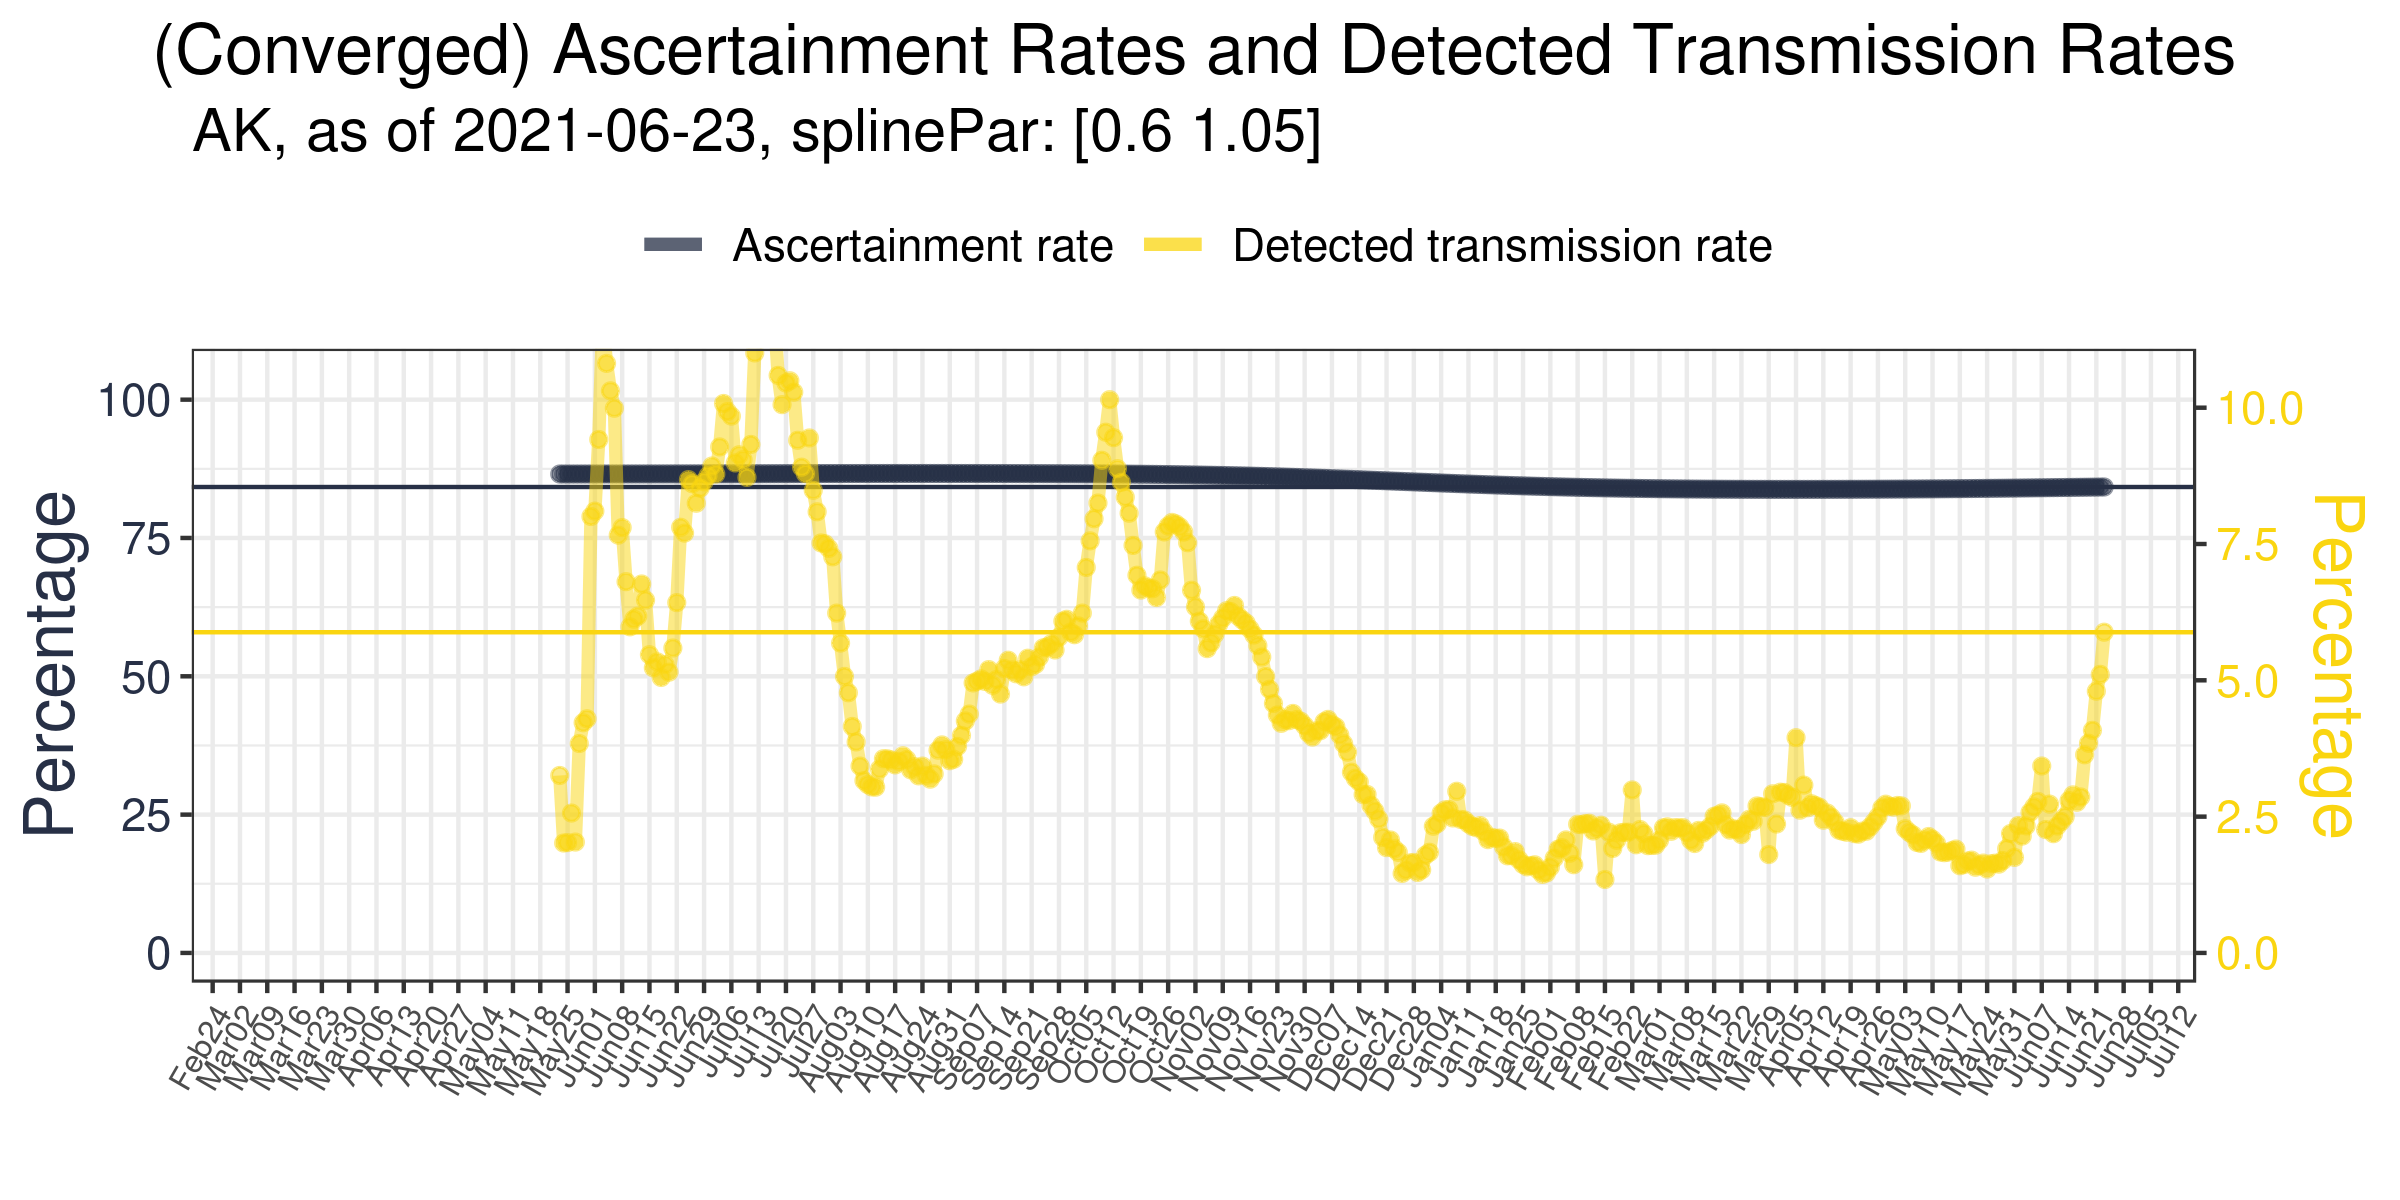 (Converged) Ascertainment Rates and Detected Transmission Rates
AK, as of 2021-06-23, splinePar: [0.6 1.05]
Ascertainment rate Detected transmission rate
Percentage
100
75
50
25
0
10.0
7.5
5.0
2.5
0.0
Percentage
Feb24 Mar02 Mar09 Mar16 Mar23 Mar30 Apr06 Apr13 Apr20 Apr27 May04 May11 May18 May25 Jun01 Jun08 Jun15 Jun22 Jun29 Jul06 Jul13 Jul20 Jul27 Aug03 Aug10 Aug17 Aug24 Aug31 Sep07 Sep14 Sep21 Sep28 Oct05 Oct12 Oct19 Oct26 Nov02 Nov09 Nov16 Nov23 Nov30 Dec07 Dec14 Dec21 Dec28 Jan04 Jan11 Jan18 Jan25 Feb01 Feb08 Feb15 Feb22 Mar01 Mar08 Mar15 Mar22 Mar29 Apr05 Apr12 Apr19 Apr26 May03 May10 May17 May24 May31 Jun07 Jun14 Jun21 Jun28 Jul05 Jul12